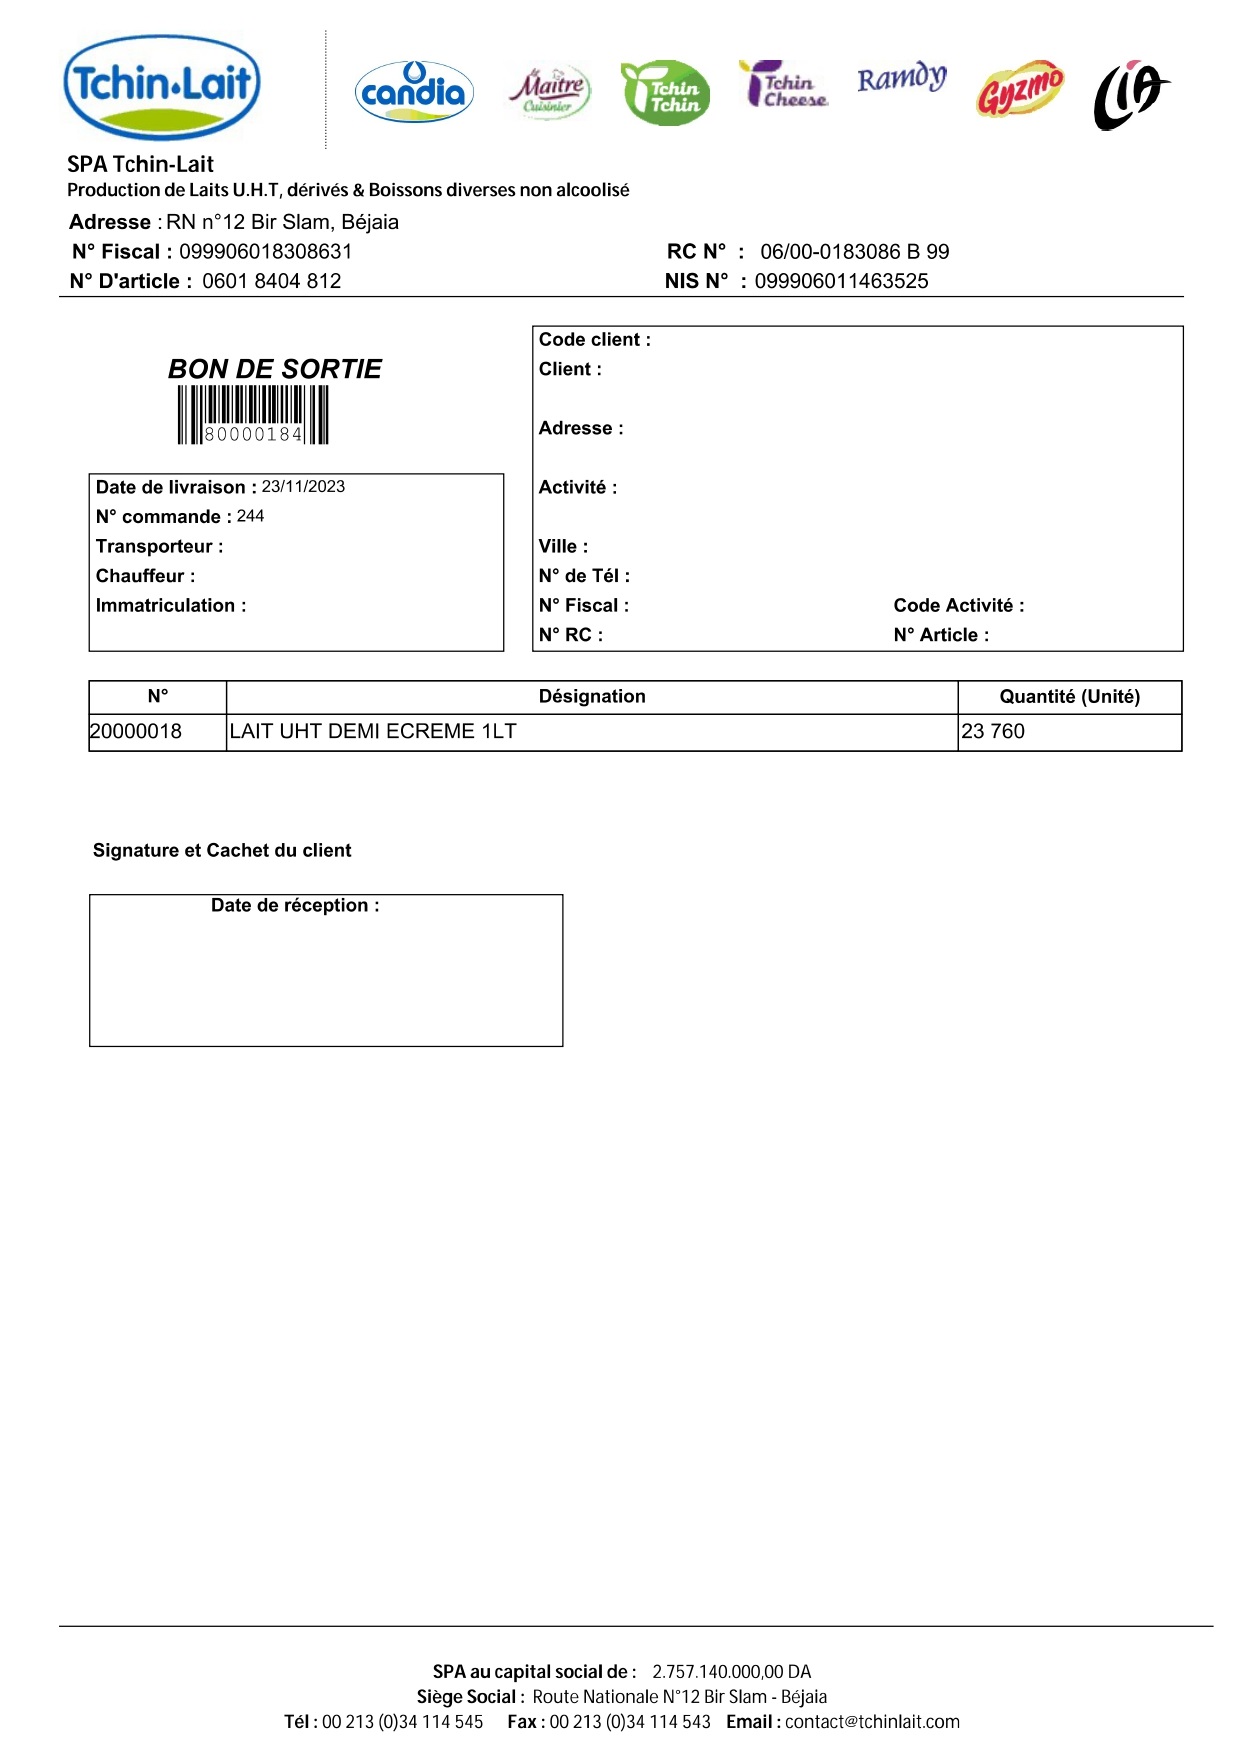 Tchin·Lait
candia
le Maitre Cuisinier
Tchin Tchin
Tchin Cheese
Ramdy
Gyzmo
LIA
SPA Tchin-Lait
Production de Laits U.H.T, dérivés & Boissons diverses non alcoolisé
Adresse : RN n°12 Bir Slam, Béjaia
N° Fiscal : 099906018308631 RC N° : 06/00-0183086 B 99
N° D'article : 0601 8404 812 NIS N° : 099906011463525
BON DE SORTIE
80000184
Date de livraison : 23/11/2023
N° commande : 244
Transporteur :
Chauffeur :
Immatriculation :
Code client :
Client :
Adresse :
Activité :
Ville :
N° de Tél :
N° Fiscal : Code Activité :
N° RC : N° Article :
N° Désignation Quantité (Unité)
20000018 LAIT UHT DEMI ECREME 1LT 23 760
Signature et Cachet du client
Date de réception :
SPA au capital social de : 2.757.140.000,00 DA
Siège Social : Route Nationale N°12 Bir Slam - Béjaia
Tél : 00 213 (0)34 114 545 Fax : 00 213 (0)34 114 543 Email : contact@tchinlait.com